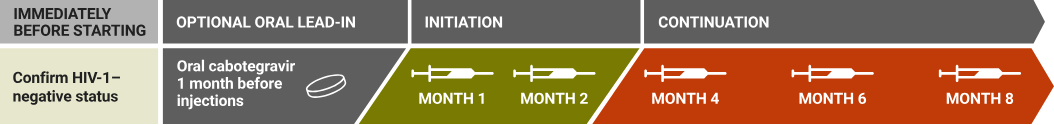 IMMEDIATELY
BEFORE STARTING
OPTIONAL ORAL LEAD-IN
INITIATION
CONTINUATION
Confirm HIV-1–
negative status
Oral cabotegravir
1 month before
injections
MONTH 1
MONTH 2
MONTH 4
MONTH 6
MONTH 8